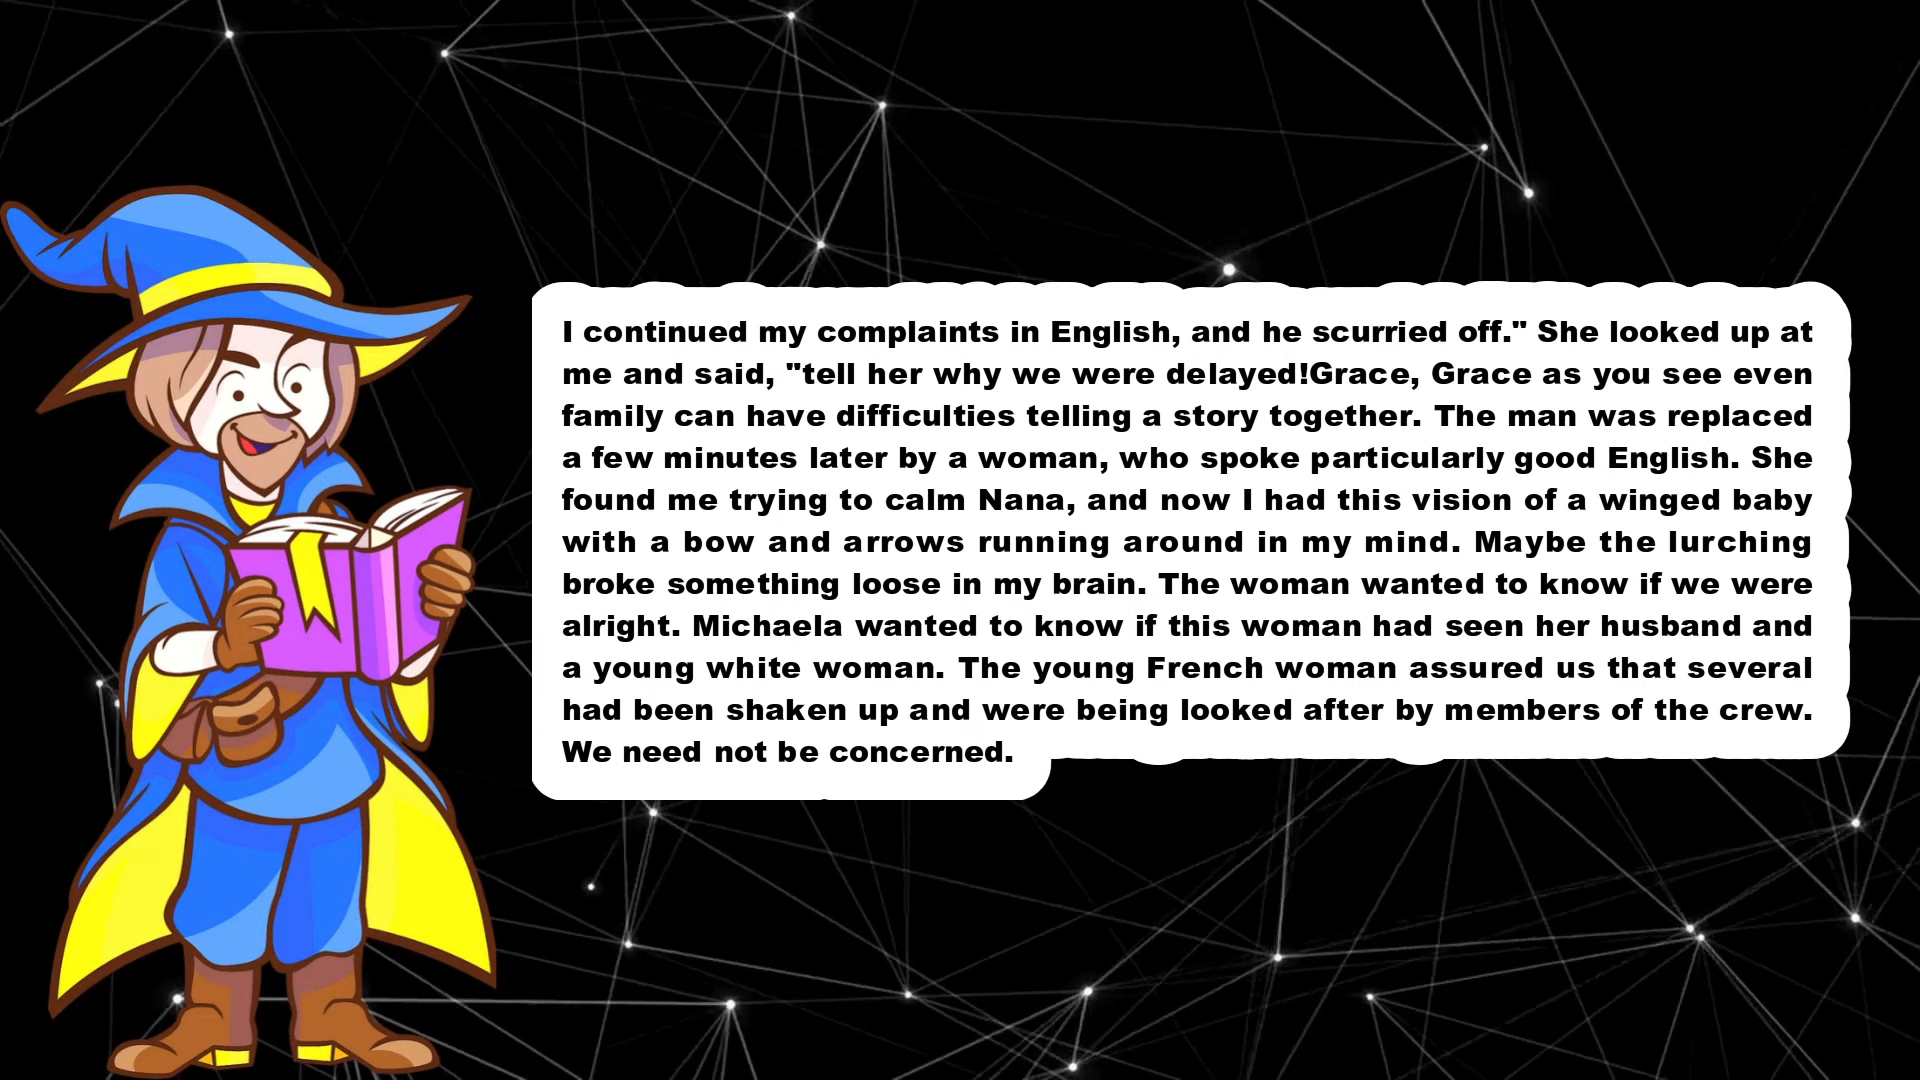 I continued my complaints in English, and he scurried off." She looked up at
me and said, "tell her why we were delayed!Grace, Grace as you see even
family can have difficulties telling a story together. The man was replaced
a few minutes later by a woman, who spoke particularly good English. She
found me trying to calm Nana, and now I had this vision of a winged baby
with a bow and arrows running around in my mind. Maybe the lurching
broke something loose in my brain. The woman wanted to know if we were
alright. Michaela wanted to know if this woman had seen her husband and
a young white woman. The young French woman assured us that several
had been shaken up and were being looked after by members of the crew.
We need not be concerned.